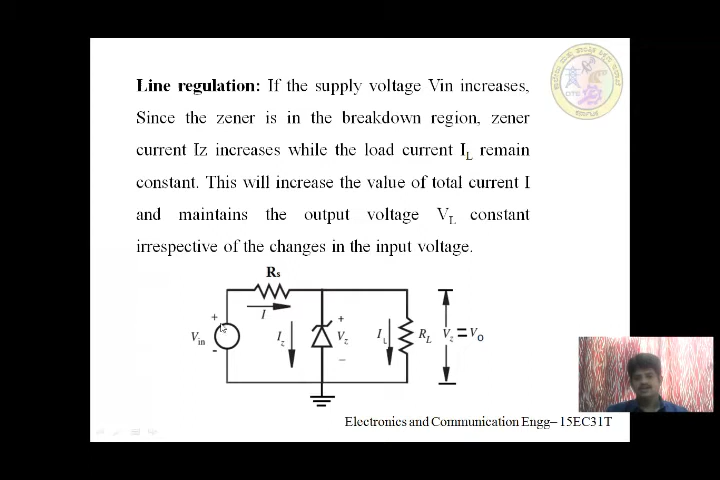 Line regulation: If the supply voltage Vin increases,
Since the zener is in the breakdown region, zener
current Iz increases while the load current IL remain
constant. This will increase the value of total current I
and maintains the output voltage VL constant
irrespective of the changes in the input voltage.
Rs
+
I
Vin
-
Iz
+
Vz
–
IL
RL
Vz = Vo
Electronics and Communication Engg– 15EC31T
DTE